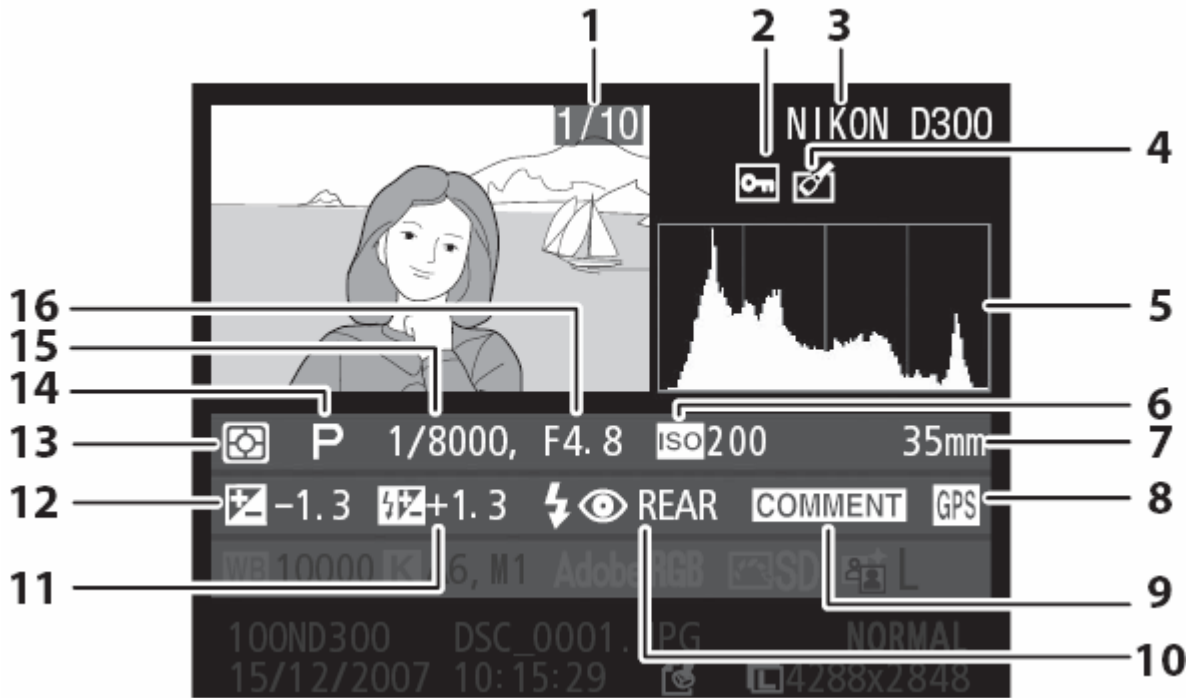 1 2 3
1/10
NIKON D300
4
5
16
15
14
13
P 1/8000, F4.8 ISO200 35mm
6
7
12
-1.3 +1.3 REAR COMMENT GPS
8
WB 10000 K 6, M1 AdobeRGB SD L
11
9
100ND300 DSC_0001.JPG NORMAL
10
15/12/2007 10:15:29 L 4288x2848